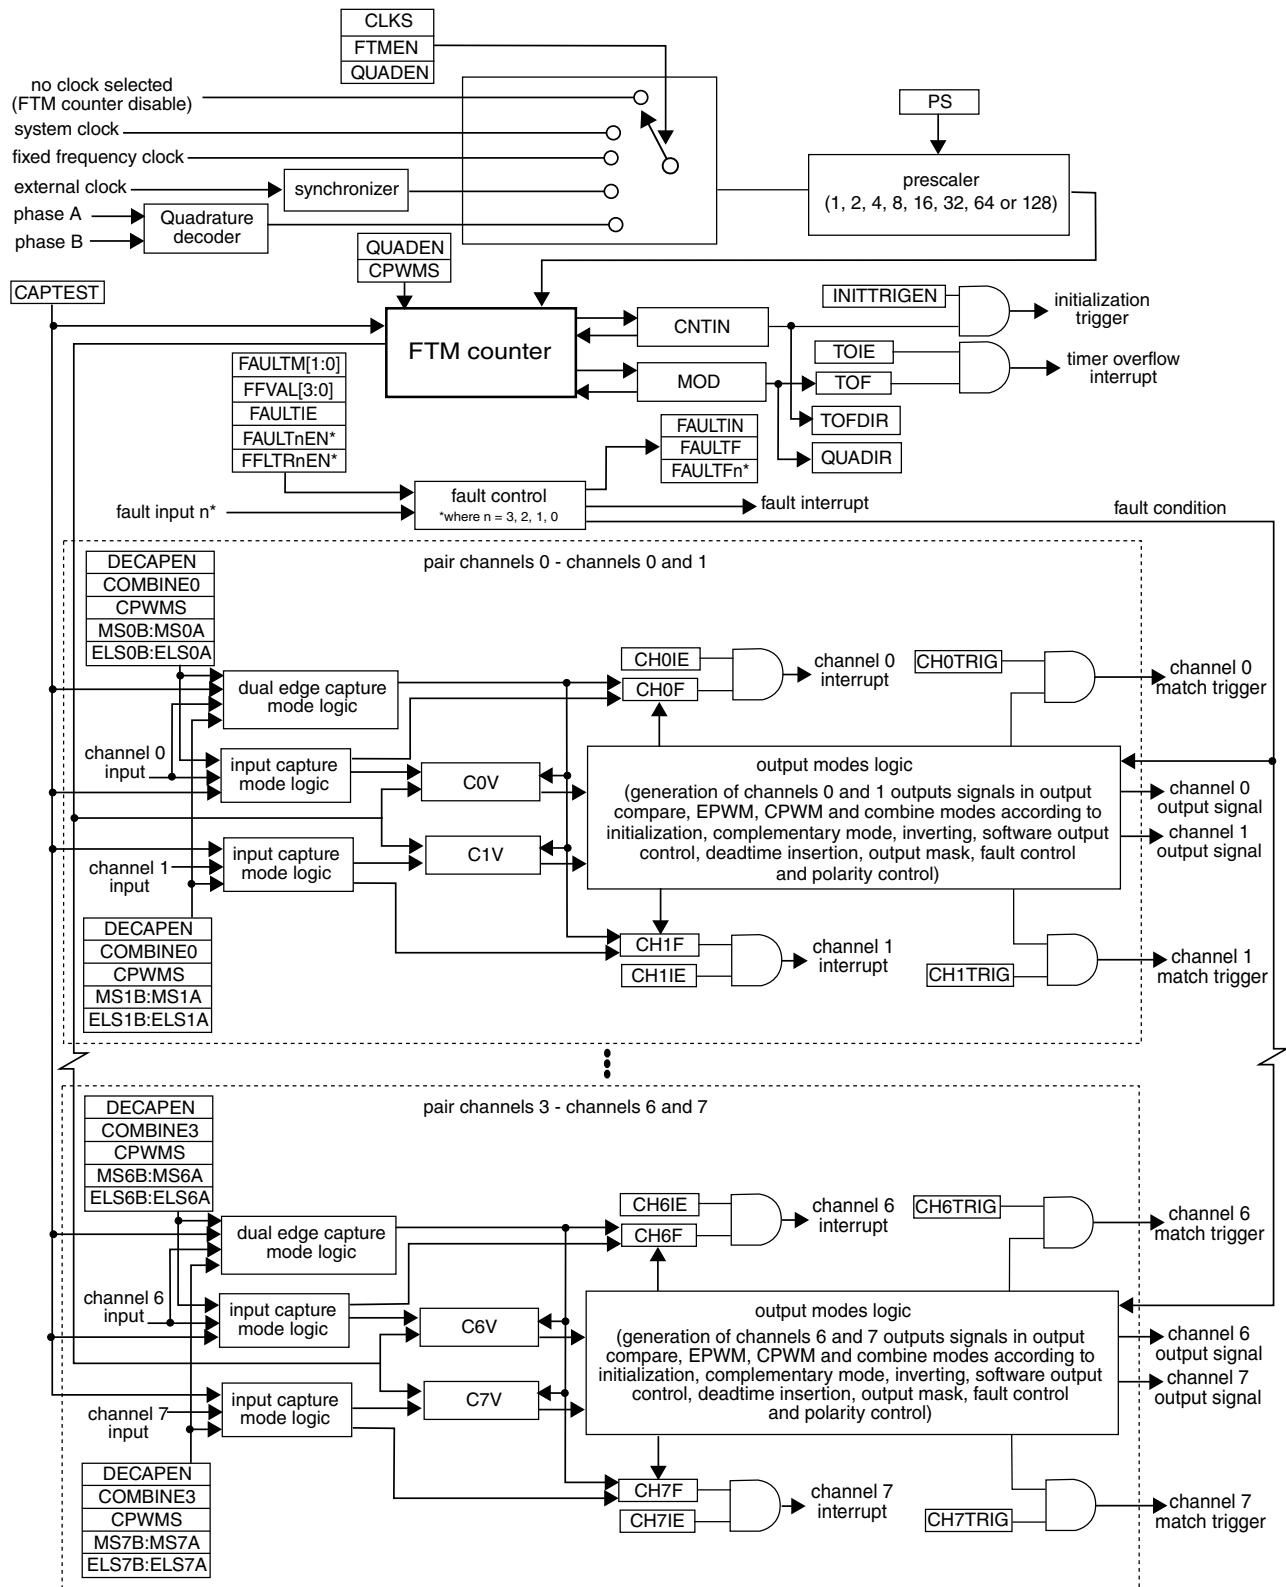 CLKS
FTMEN
QUADEN
no clock selected
(FTM counter disable)
system clock
fixed frequency clock
external clock
synchronizer
phase A
phase B
Quadrature
decoder
PS
prescaler
(1, 2, 4, 8, 16, 32, 64 or 128)
QUADEN
CPWMS
CAPTEST
FTM counter
CNTIN
MOD
INITTRIGEN
initialization
trigger
TOIE
TOF
timer overflow
interrupt
TOFDIR
QUADIR
FAULTM[1:0]
FFVAL[3:0]
FAULTIE
FAULTnEN*
FFLTRnEN*
FAULTIN
FAULTF
FAULTFn*
fault input n*
fault control
*where n = 3, 2, 1, 0
fault interrupt
fault condition
pair channels 0 - channels 0 and 1
DECAPEN
COMBINE0
CPWMS
MS0B:MS0A
ELS0B:ELS0A
dual edge capture
mode logic
channel 0
input
input capture
mode logic
C0V
channel 1
input
input capture
mode logic
C1V
DECAPEN
COMBINE0
CPWMS
MS1B:MS1A
ELS1B:ELS1A
CH0IE
CH0F
channel 0
interrupt
CH0TRIG
channel 0
match trigger
output modes logic
(generation of channels 0 and 1 outputs signals in output
compare, EPWM, CPWM and combine modes according to
initialization, complementary mode, inverting, software output
control, deadtime insertion, output mask, fault control
and polarity control)
channel 0
output signal
channel 1
output signal
CH1F
CH1IE
channel 1
interrupt
CH1TRIG
channel 1
match trigger
pair channels 3 - channels 6 and 7
DECAPEN
COMBINE3
CPWMS
MS6B:MS6A
ELS6B:ELS6A
dual edge capture
mode logic
channel 6
input
input capture
mode logic
C6V
channel 7
input
input capture
mode logic
C7V
DECAPEN
COMBINE3
CPWMS
MS7B:MS7A
ELS7B:ELS7A
CH6IE
CH6F
channel 6
interrupt
CH6TRIG
channel 6
match trigger
output modes logic
(generation of channels 6 and 7 outputs signals in output
compare, EPWM, CPWM and combine modes according to
initialization, complementary mode, inverting, software output
control, deadtime insertion, output mask, fault control
and polarity control)
channel 6
output signal
channel 7
output signal
CH7F
CH7IE
channel 7
interrupt
CH7TRIG
channel 7
match trigger